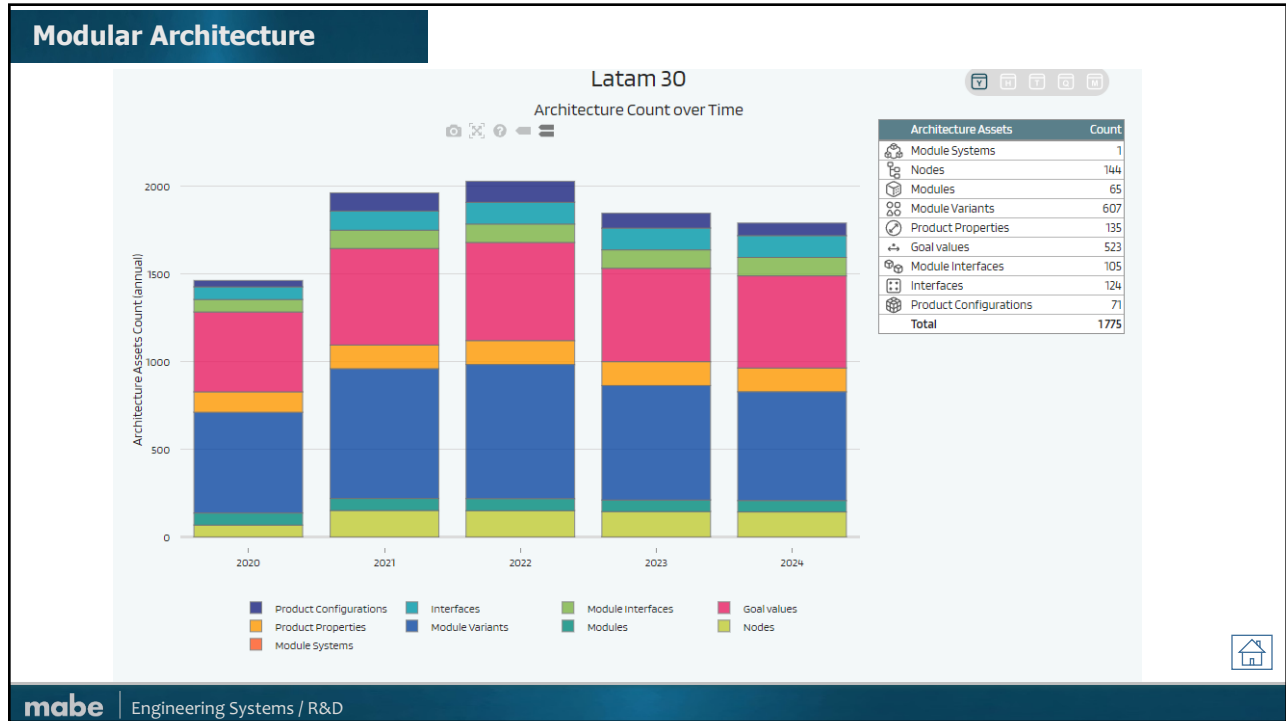 Modular Architecture
Latam 30
Y H T Q M
Architecture Count over Time
Architecture Assets Count
Module Systems 1
Nodes 144
Modules 65
Module Variants 607
Product Properties 135
Goal values 523
Module Interfaces 105
Interfaces 124
Product Configurations 71
Total 1775
Architecture Assets Count (annual)
2000
1500
1000
500
0
2020 2021 2022 2023 2024
Product Configurations Interfaces Module Interfaces Goal values
Product Properties Module Variants Modules Nodes
Module Systems
mabe Engineering Systems / R&D